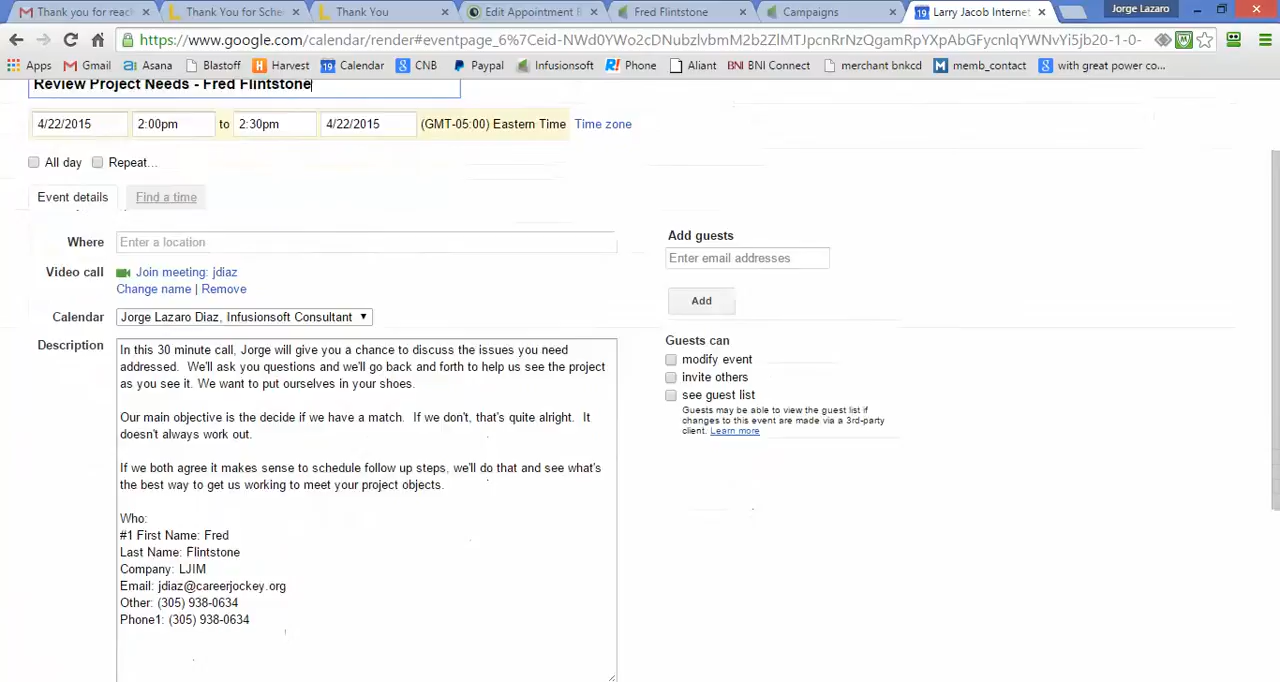 Thank you for reach
Thank You for Sche
Thank You
Edit Appointment B
Fred Flintstone
Campaigns
Larry Jacob Internet
Jorge Lazaro
Apps
Gmail
Asana
Blastoff
Harvest
Calendar
CNB
Paypal
Infusionsoft
Phone
Aliant
BNI BNI Connect
merchant bnkcd
memb_contact
with great power co...
Review Project Needs - Fred Flintstone
4/22/2015 2:00pm to 2:30pm 4/22/2015 (GMT-05:00) Eastern Time Time zone
All day Repeat...
Event details Find a time
Where Enter a location
Video call Join meeting: jdiaz
Change name | Remove
Calendar Jorge Lazaro Diaz, Infusionsoft Consultant
Description In this 30 minute call, Jorge will give you a chance to discuss the issues you need
addressed. We'll ask you questions and we'll go back and forth to help us see the project
as you see it. We want to put ourselves in your shoes.
Our main objective is the decide if we have a match. If we don't, that's quite alright. It
doesn't always work out.
If we both agree it makes sense to schedule follow up steps, we'll do that and see what's
the best way to get us working to meet your project objects.
Who:
#1 First Name: Fred
Last Name: Flintstone
Company: LJIM
Email: jdiaz@careerjockey.org
Other: (305) 938-0634
Phone1: (305) 938-0634
Add guests
Enter email addresses
Add
Guests can
modify event
invite others
see guest list
Guests may be able to view the guest list if
changes to this event are made via a 3rd-party
client. Learn more